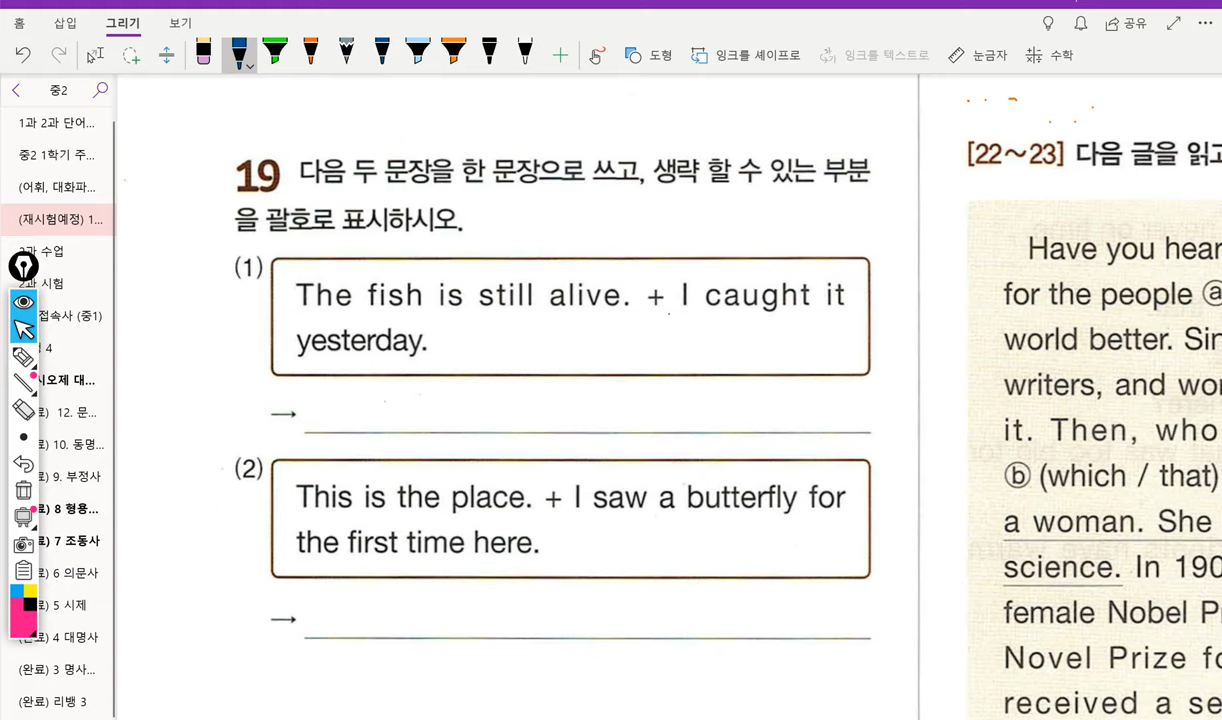 홈 삽입 그리기 보기
공유
도형 잉크를 셰이프로 잉크를 텍스트로 눈금자 수학
중2
1과 2과 단어...
중2 1학기 주...
(어휘, 대화파...
(재시험예정) 1...
2과 수업
2과 시험
접속사 (중1)
4
시오제 대...
12. 문...
10. 동명...
9. 부정사
8 형용...
7 조동사
6 의문사
5 시제
4 대명사
(완료) 3 명사...
(완료) 리뱅 3
19 다음 두 문장을 한 문장으로 쓰고, 생략 할 수 있는 부분
을 괄호로 표시하시오.
(1)
The fish is still alive. + I caught it
yesterday.
→
(2)
This is the place. + I saw a butterfly for
the first time here.
→
[22~23] 다음 글을 읽고
Have you hear
for the people ⓐ
world better. Sin
writers, and wo
it. Then, who
ⓑ (which / that)
a woman. She
science. In 190
female Nobel P
Novel Prize fo
received a se